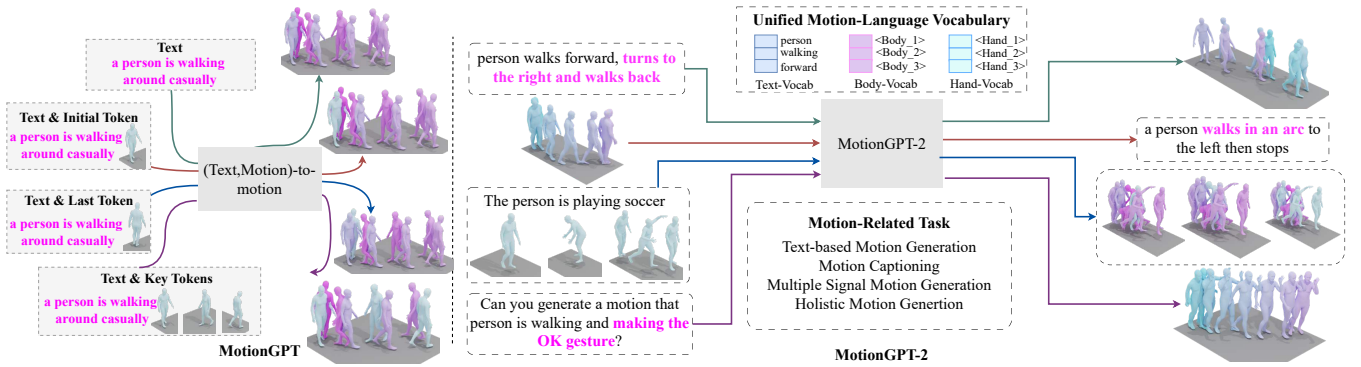 Text
a person is walking
around casually
Text & Initial Token
a person is walking
around casually
Text & Last Token
a person is walking
around casually
Text & Key Tokens
a person is walking
around casually
(Text,Motion)-to-
motion
MotionGPT
person walks forward, turns
to the right and walks back
The person is playing soccer
Can you generate a motion that
person is walking and making the
OK gesture?
Unified Motion-Language Vocabulary
person
walking
forward
Text-Vocab
<Body_1>
<Body_2>
<Body_3>
Body-Vocab
<Hand_1>
<Hand_2>
<Hand_3>
Hand-Vocab
MotionGPT-2
Motion-Related Task
Text-based Motion Generation
Motion Captioning
Multiple Signal Motion Generation
Holistic Motion Genertion
a person walks in an arc to
the left then stops
MotionGPT-2